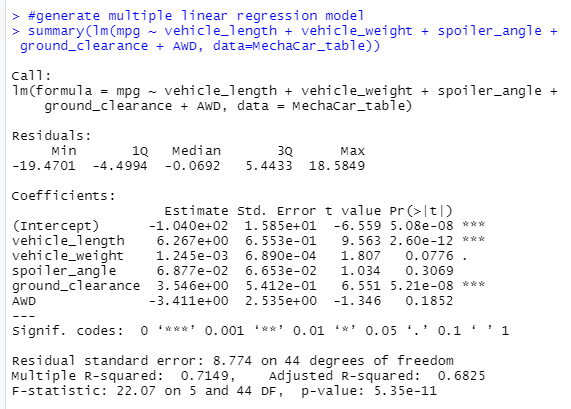 > #generate multiple linear regression model
> summary(lm(mpg ~ vehicle_length + vehicle_weight + spoiler_angle +
 ground_clearance + AWD, data=MechaCar_table))
Call:
lm(formula = mpg ~ vehicle_length + vehicle_weight + spoiler_angle +
    ground_clearance + AWD, data = MechaCar_table)
Residuals:
     Min       1Q   Median       3Q      Max
-19.4701  -4.4994  -0.0692   5.4433  18.5849
Coefficients:
                   Estimate Std. Error t value Pr(>|t|)
(Intercept)      -1.040e+02  1.585e+01  -6.559 5.08e-08 ***
vehicle_length    6.267e+00  6.553e-01   9.563 2.60e-12 ***
vehicle_weight    1.245e-03  6.890e-04   1.807   0.0776 .
spoiler_angle     6.877e-02  6.653e-02   1.034   0.3069
ground_clearance  3.546e+00  5.412e-01   6.551 5.21e-08 ***
AWD              -3.411e+00  2.535e+00  -1.346   0.1852
---
Signif. codes:  0 ‘***’ 0.001 ‘**’ 0.01 ‘*’ 0.05 ‘.’ 0.1 ‘ ’ 1
Residual standard error: 8.774 on 44 degrees of freedom
Multiple R-squared:  0.7149,    Adjusted R-squared:  0.6825
F-statistic: 22.07 on 5 and 44 DF,  p-value: 5.35e-11